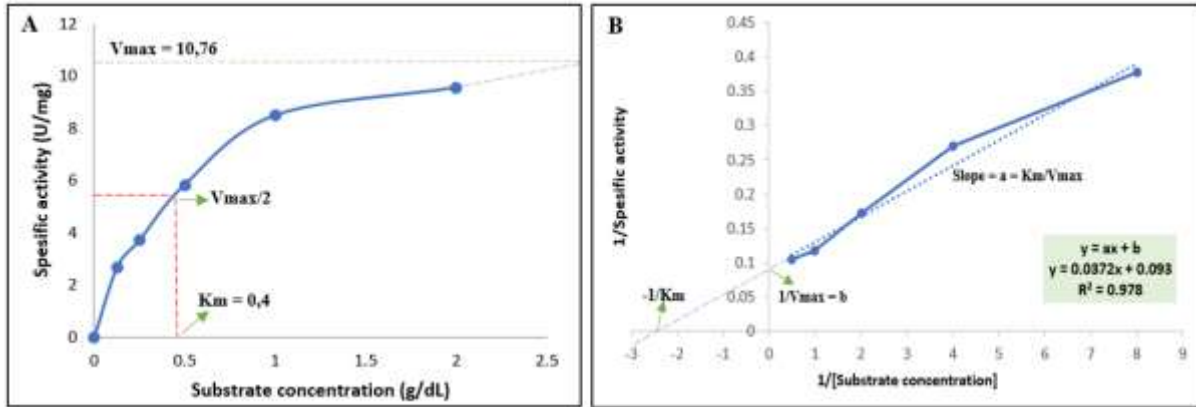 A
Vmax = 10,76
Spesific activity (U/mg)
12
10
8
6
4
2
0
Vmax/2
Km = 0,4
0
0.5
1
1.5
2
2.5
Substrate concentration (g/dL)
B
1/Spesific activity
0.45
0.4
0.35
0.3
0.25
0.2
0.15
0.1
0.05
0
Slope = a = Km/Vmax
y = ax + b
y = 0.0372x + 0.093
R² = 0.978
-1/Km
1/Vmax = b
-3
-2
-1
0
1
2
3
4
5
6
7
8
9
1/[Substrate concentration]